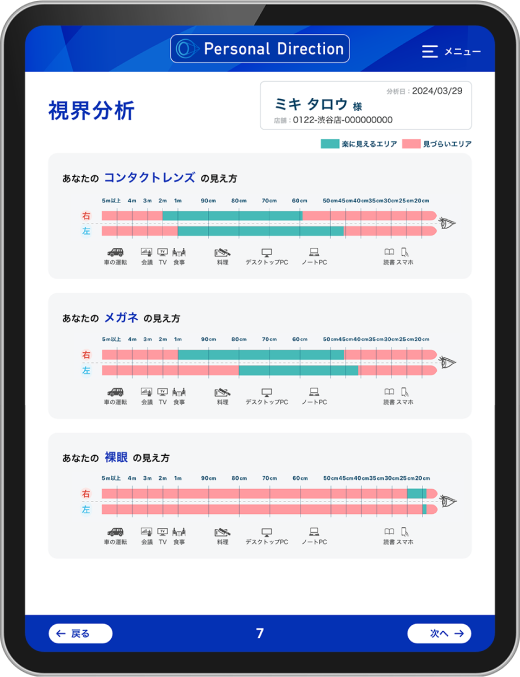 Personal Direction
メニュー
視界分析
分析日：2024/03/29
ミキ タロウ 様
店舗：0122-渋谷店-000000000
楽に見えるエリア 見づらいエリア
あなたの コンタクトレンズ の見え方
5m以上 4m 3m 2m 1m 90cm 80cm 70cm 60cm 50cm 45cm 40cm 35cm 30cm 25cm 20cm
右
左
車の運転 会議 TV 食事 料理 デスクトップPC ノートPC 読書 スマホ
あなたの メガネ の見え方
5m以上 4m 3m 2m 1m 90cm 80cm 70cm 60cm 50cm 45cm 40cm 35cm 30cm 25cm 20cm
右
左
車の運転 会議 TV 食事 料理 デスクトップPC ノートPC 読書 スマホ
あなたの 裸眼 の見え方
5m以上 4m 3m 2m 1m 90cm 80cm 70cm 60cm 50cm 45cm 40cm 35cm 30cm 25cm 20cm
右
左
車の運転 会議 TV 食事 料理 デスクトップPC ノートPC 読書 スマホ
← 戻る
7
次へ →